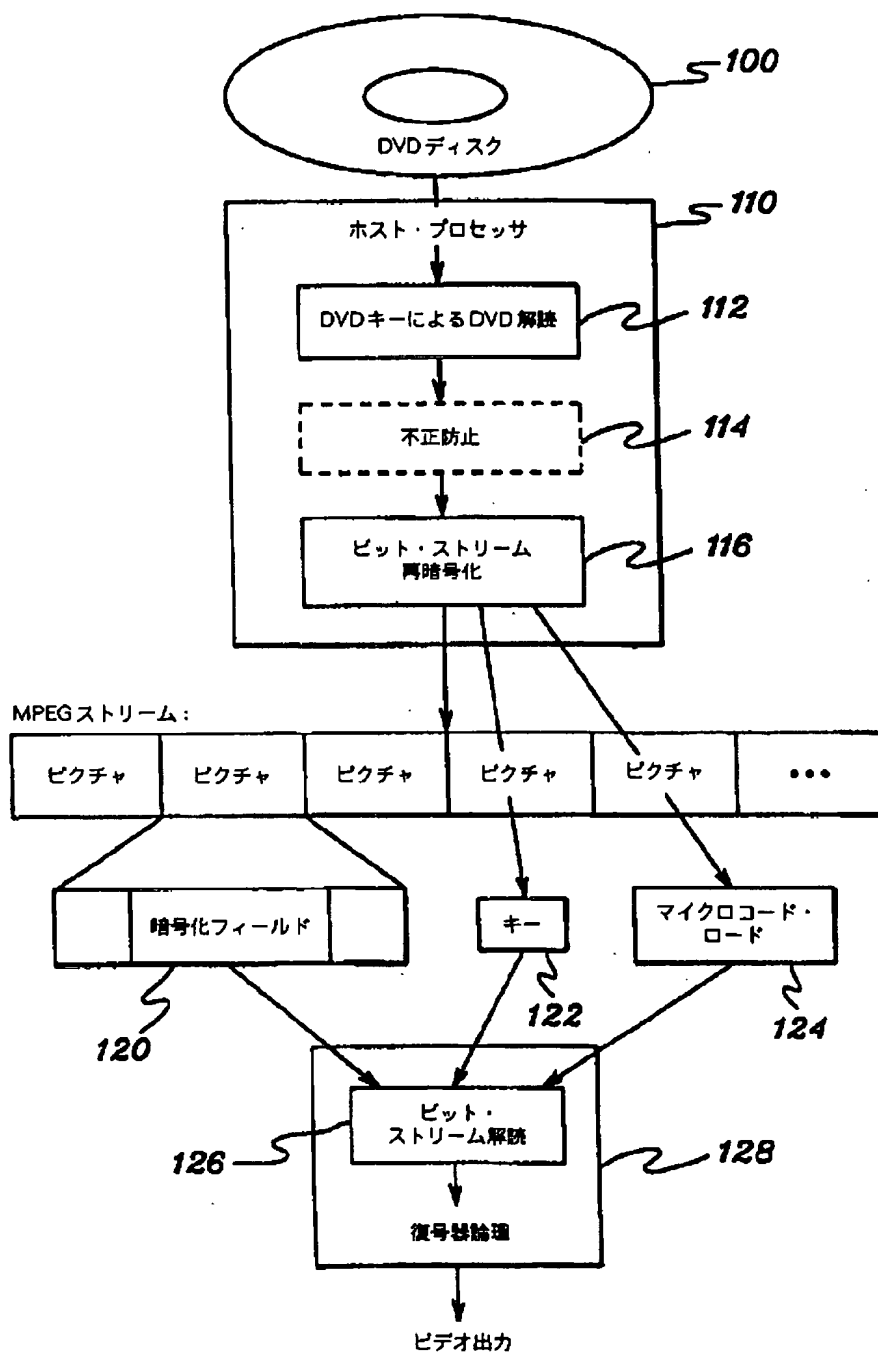 100
DVDディスク
110
ホスト・プロセッサ
DVDキーによるDVD解読
112
不正防止
114
ビット・ストリーム
再暗号化
116
MPEGストリーム:
ピクチャ ピクチャ ピクチャ ピクチャ ピクチャ •••
暗号化フィールド
キー
マイクロコード・
ロード
120
122
124
ビット・
ストリーム解読
126
128
復号器論理
ビデオ出力